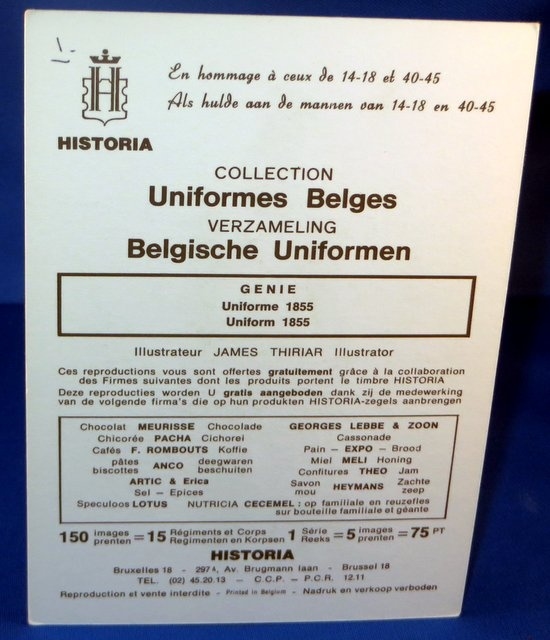 H
En hommage à ceux de 14-18 et 40-45
Als hulde aan de mannen van 14-18 en 40-45
HISTORIA
COLLECTION
Uniformes Belges
VERZAMELING
Belgische Uniformen
GENIE
Uniforme 1855
Uniform 1855
Illustrateur JAMES THIRIAR Illustrator
Ces reproductions vous sont offertes gratuitement grâce à la collaboration
des Firmes suivantes dont les produits portent le timbre HISTORIA
Deze reproducties worden U gratis aangeboden dank zij de medewerking
van de volgende firma's die op hun produkten HISTORIA-zegels aanbrengen
Chocolat MEURISSE Chocolade
Chicorée PACHA Cichorei
Cafés F. ROMBOUTS Koffie
pâtes biscottes ANCO deegwaren beschuiten
ARTIC & Erica
Sel - Epices
GEORGES LEBBE & ZOON
Cassonade
Pain - EXPO - Brood
Miel MELI Honing
Confitures THEO Jam
Savon mou HEYMANS Zachte zeep
Speculoos LOTUS NUTRICIA CECEMEL : op familiale en reuzefles
sur bouteille familiale et géante
150 images prenten = 15 Régiments et Corps Regimenten en Korpsen 1 Série Reeks = 5 images prenten = 75 PT
HISTORIA
Bruxelles 18 - 297 A, Av. Brugmann laan - Brussel 18
TEL. (02) 45.20.13 - C.C.P. - P.C.R. 12.11
Reproduction et vente interdite - Printed in Belgium - Nadruk en verkoop verboden